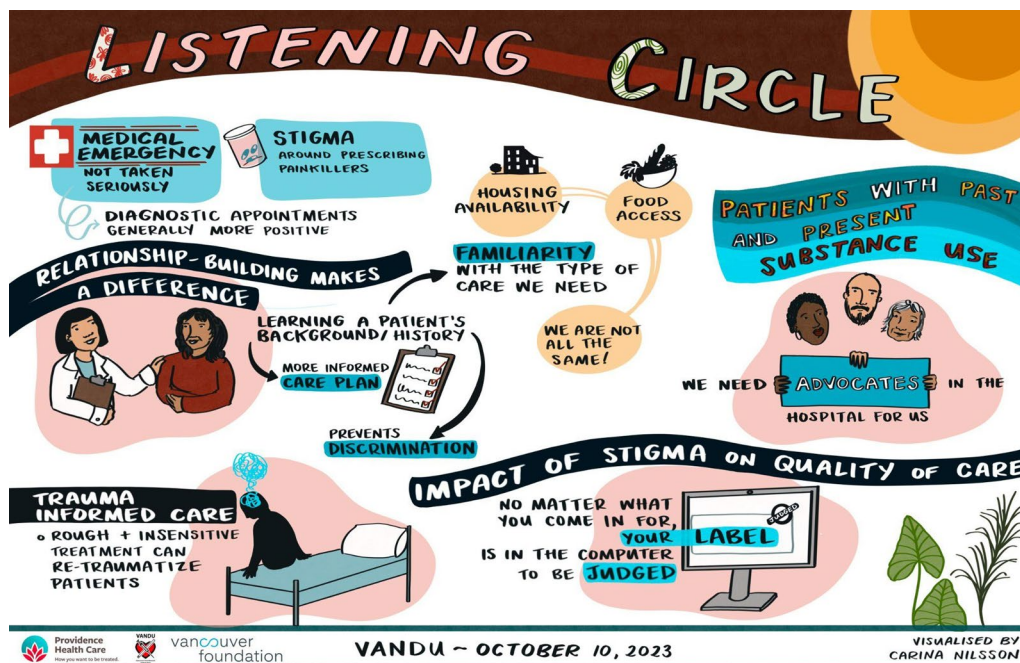 LISTENING CIRCLE
MEDICAL
EMERGENCY
NOT TAKEN
SERIOUSLY
STIGMA
AROUND PRESCRIBING
PAINKILLERS
DIAGNOSTIC APPOINTMENTS
GENERALLY MORE POSITIVE
HOUSING
AVAILABILITY
FOOD
ACCESS
FAMILIARITY
WITH THE TYPE OF
CARE WE NEED
WE ARE NOT
ALL THE
SAME!
PATIENTS WITH PAST
AND PRESENT
SUBSTANCE USE
WE NEED ADVOCATES IN THE
HOSPITAL FOR US
RELATIONSHIP-BUILDING MAKES
A DIFFERENCE
LEARNING A PATIENT'S
BACKGROUND/HISTORY
MORE INFORMED
CARE PLAN
PREVENTS
DISCRIMINATION
TRAUMA
INFORMED CARE
o ROUGH + INSENSITIVE
TREATMENT CAN
RE-TRAUMATIZE
PATIENTS
IMPACT OF STIGMA ON QUALITY OF CARE
NO MATTER WHAT
YOU COME IN FOR,
YOUR LABEL
IS IN THE COMPUTER
TO BE JUDGED
Providence
Health Care
How you want to be treated.
VANDU
vancouver
foundation
VANDU ~ OCTOBER 10, 2023
VISUALISED BY
CARINA NILSSON